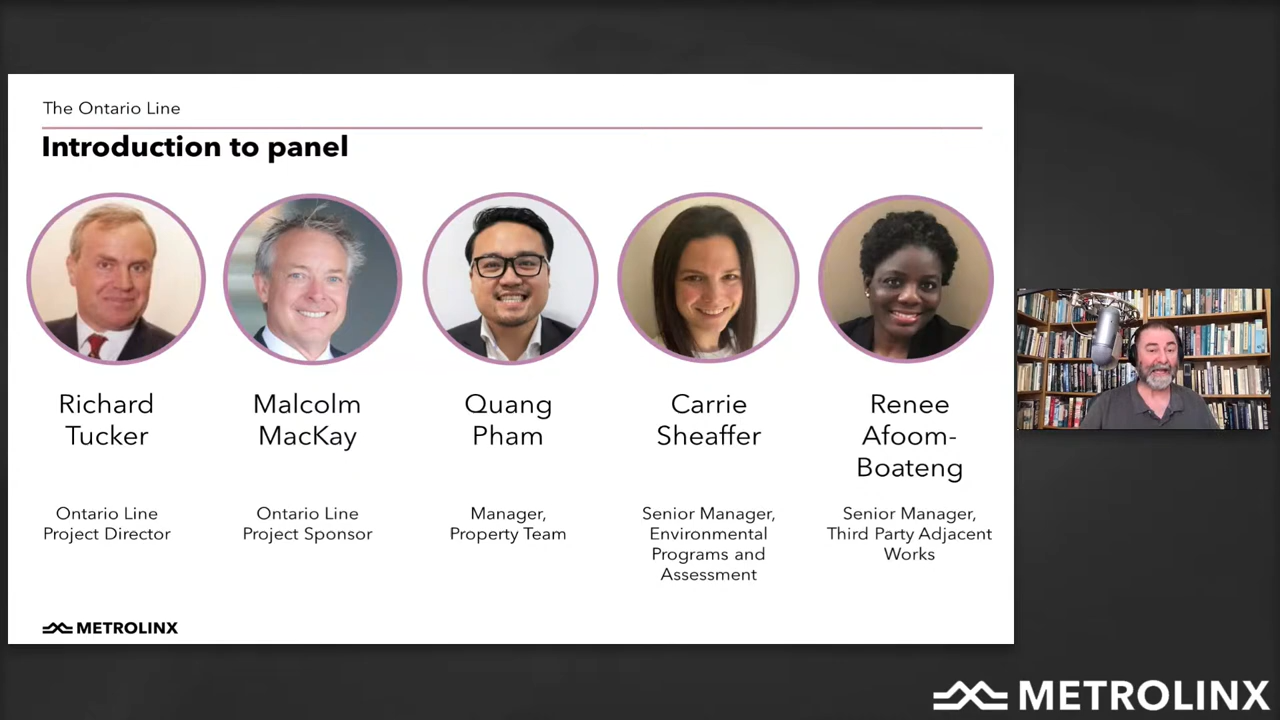 The Ontario Line
Introduction to panel
Richard
Tucker
Ontario Line
Project Director
Malcolm
MacKay
Ontario Line
Project Sponsor
Quang
Pham
Manager,
Property Team
Carrie
Sheaffer
Senior Manager,
Environmental
Programs and
Assessment
Renee
Afoom-
Boateng
Senior Manager,
Third Party Adjacent
Works
METROLINX
METROLINX